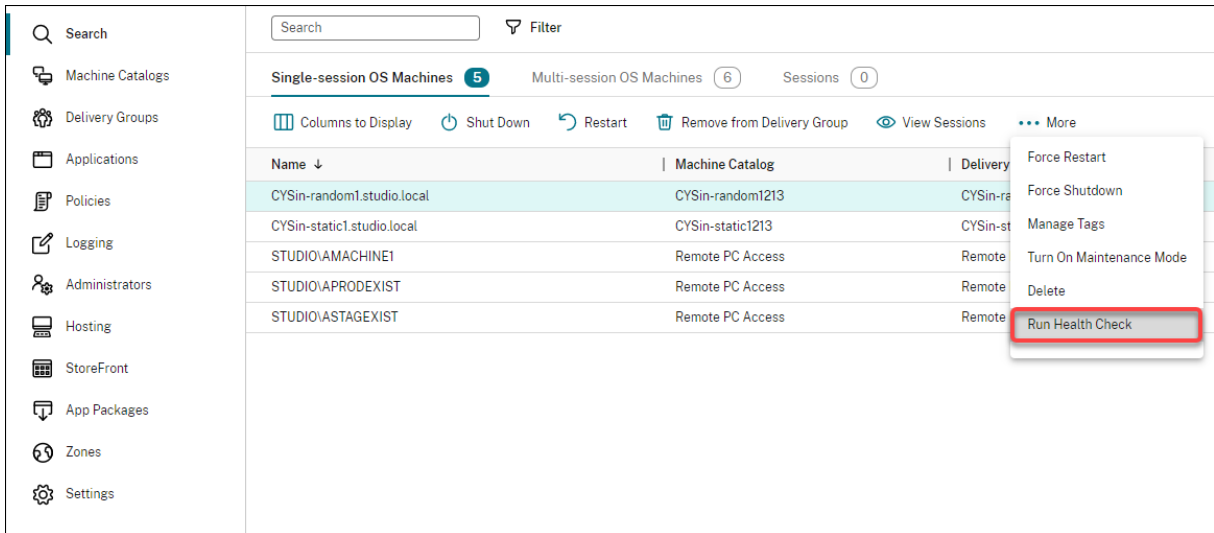 Search
Machine Catalogs
Delivery Groups
Applications
Policies
Logging
Administrators
Hosting
StoreFront
App Packages
Zones
Settings
Search Filter
Single-session OS Machines 5 Multi-session OS Machines 6 Sessions 0
Columns to Display Shut Down Restart Remove from Delivery Group View Sessions ••• More
Name ↓ | Machine Catalog | Delivery
CYSin-random1.studio.local CYSin-random1213 CYSin-ra
CYSin-static1.studio.local CYSin-static1213 CYSin-st
STUDIO\AMACHINE1 Remote PC Access Remote
STUDIO\APRODEXIST Remote PC Access Remote
STUDIO\ASTAGEXIST Remote PC Access Remote
Force Restart
Force Shutdown
Manage Tags
Turn On Maintenance Mode
Delete
Run Health Check